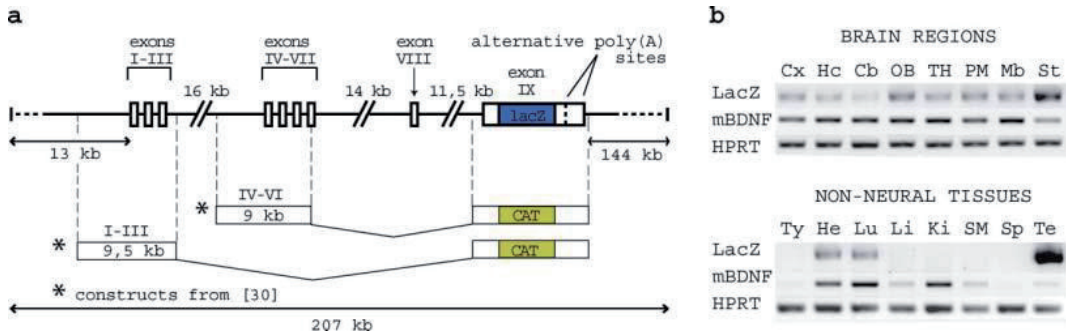 a
exons I-III
exons IV-VII
exon VIII
alternative poly(A) sites
exon IX
16 kb
14 kb
11,5 kb
lacZ
13 kb
144 kb
IV-VI
* 9 kb CAT
I-III
* 9,5 kb CAT
* constructs from [30]
207 kb
b
BRAIN REGIONS
Cx Hc Cb OB TH PM Mb St
LacZ
mBDNF
HPRT
NON-NEURAL TISSUES
Ty He Lu Li Ki SM Sp Te
LacZ
mBDNF
HPRT